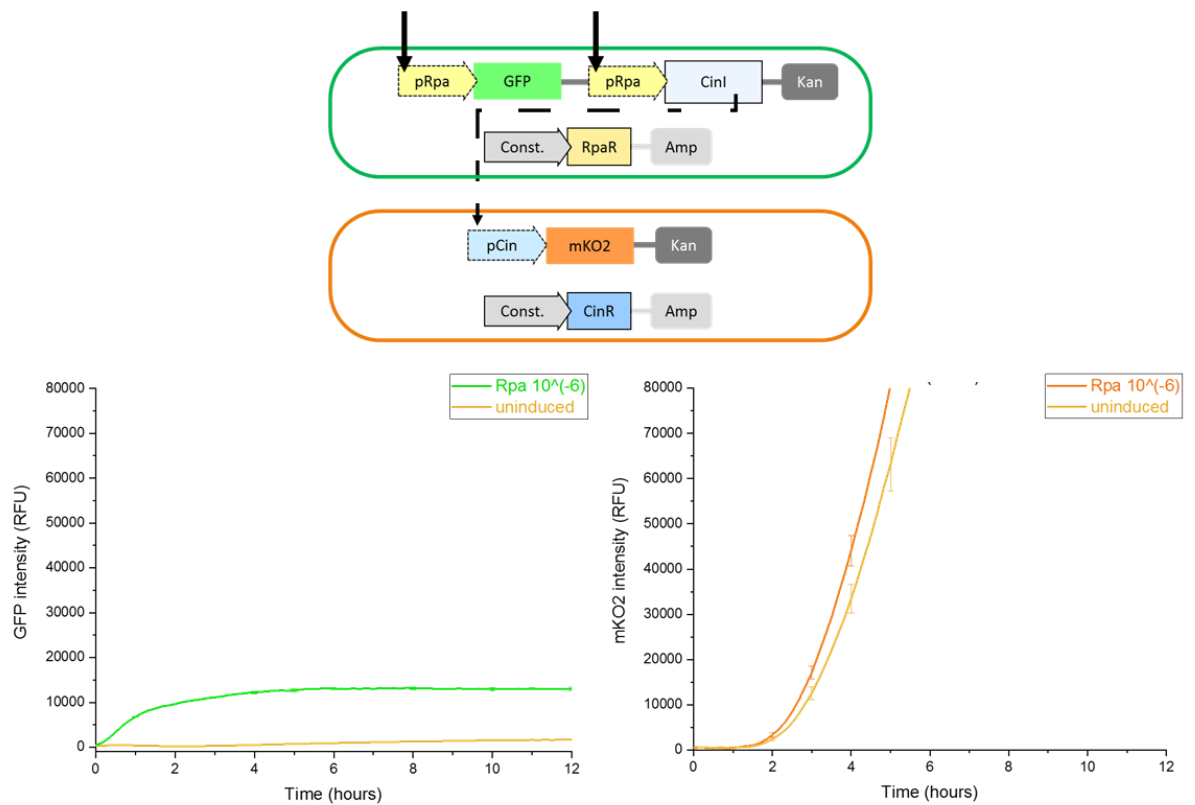 pRpa GFP pRpa CinI Kan
Const. RpaR Amp
pCin mKO2 Kan
Const. CinR Amp
Rpa 10^(-6)
uninduced
80000
70000
60000
50000
40000
30000
20000
10000
0
GFP intensity (RFU)
0 2 4 6 8 10 12
Time (hours)
Rpa 10^(-6)
uninduced
80000
70000
60000
50000
40000
30000
20000
10000
0
mKO2 intensity (RFU)
0 2 4 6 8 10 12
Time (hours)